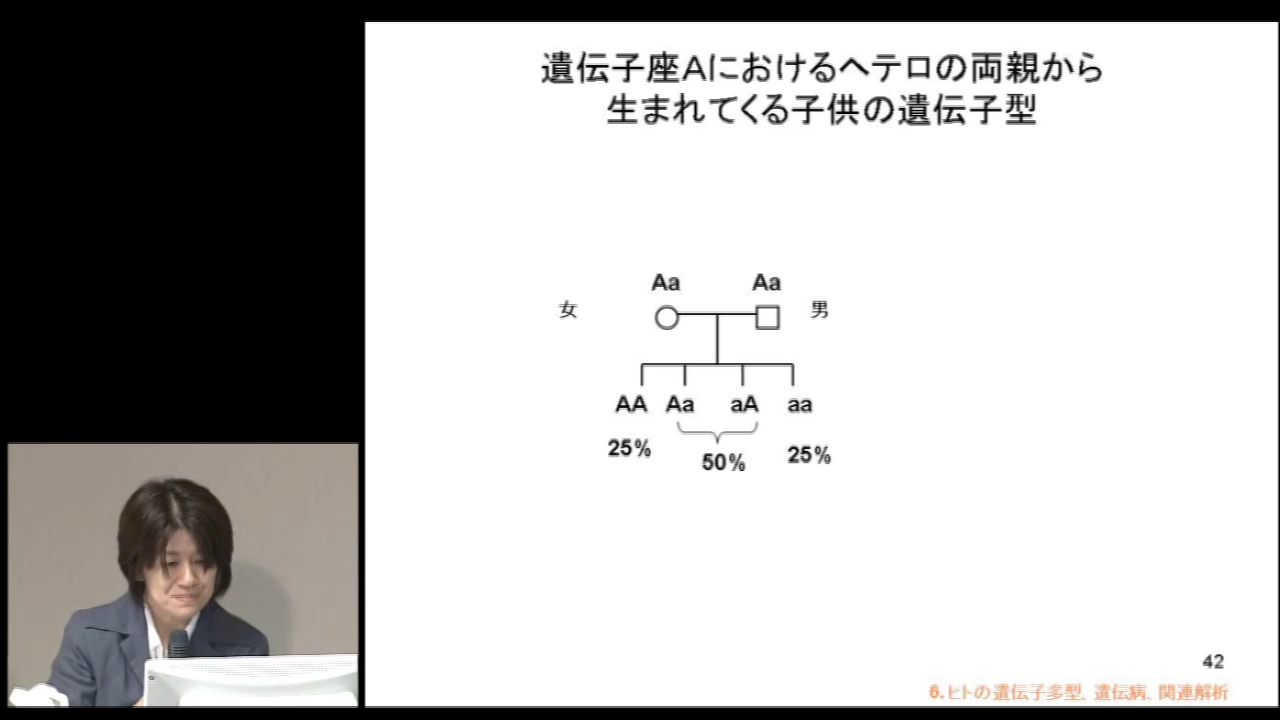 遺伝子座Aにおけるヘテロの両親から
生まれてくる子供の遺伝子型
Aa Aa
女 男
AA Aa aA aa
25% 50% 25%
42
6.ヒトの遺伝子多型、遺伝病、関連解析